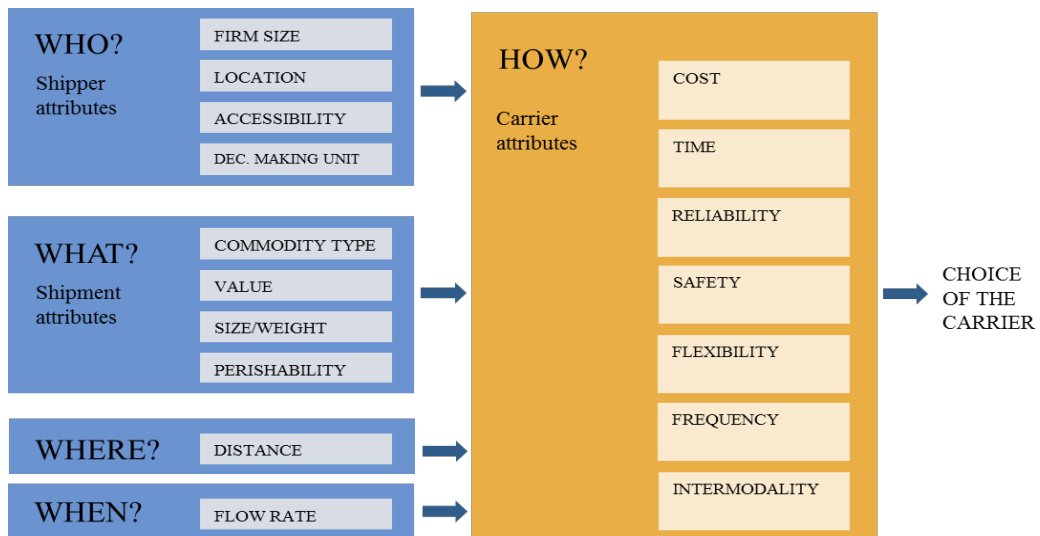 WHO?
Shipper
attributes
FIRM SIZE
LOCATION
ACCESSIBILITY
DEC. MAKING UNIT
WHAT?
Shipment
attributes
COMMODITY TYPE
VALUE
SIZE/WEIGHT
PERISHABILITY
WHERE?
DISTANCE
WHEN?
FLOW RATE
HOW?
Carrier
attributes
COST
TIME
RELIABILITY
SAFETY
FLEXIBILITY
FREQUENCY
INTERMODALITY
CHOICE
OF THE
CARRIER